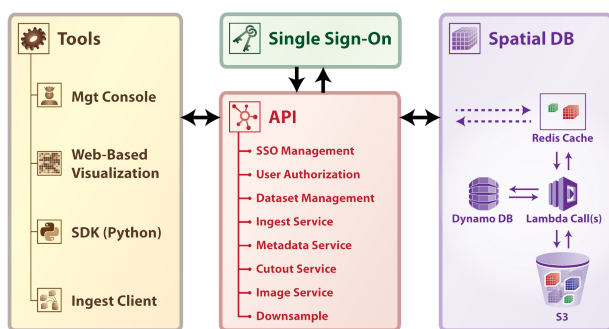 Tools
Mgt Console
Web-Based
Visualization
SDK (Python)
Ingest Client
Single Sign-On
API
SSO Management
User Authorization
Dataset Management
Ingest Service
Metadata Service
Cutout Service
Image Service
Downsample
Spatial DB
Redis Cache
Dynamo DB
Lambda Call(s)
S3